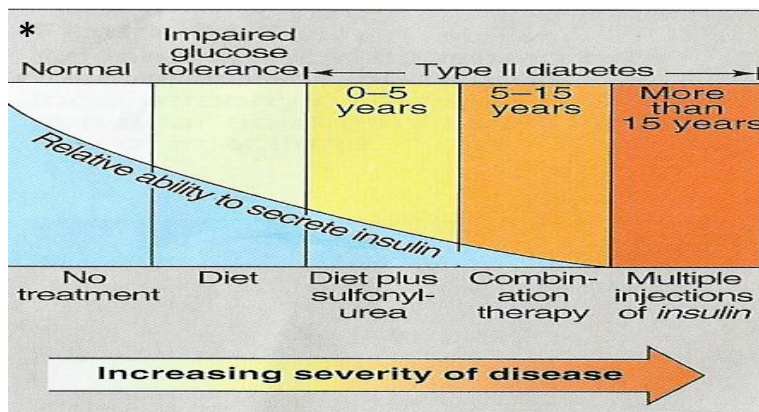 *
Normal
Impaired
glucose
tolerance
Type II diabetes
0–5
years
5–15
years
More
than
15 years
Relative ability to secrete insulin
No
treatment
Diet
Diet plus
sulfonyl-
urea
Combin-
ation
therapy
Multiple
injections
of insulin
Increasing severity of disease